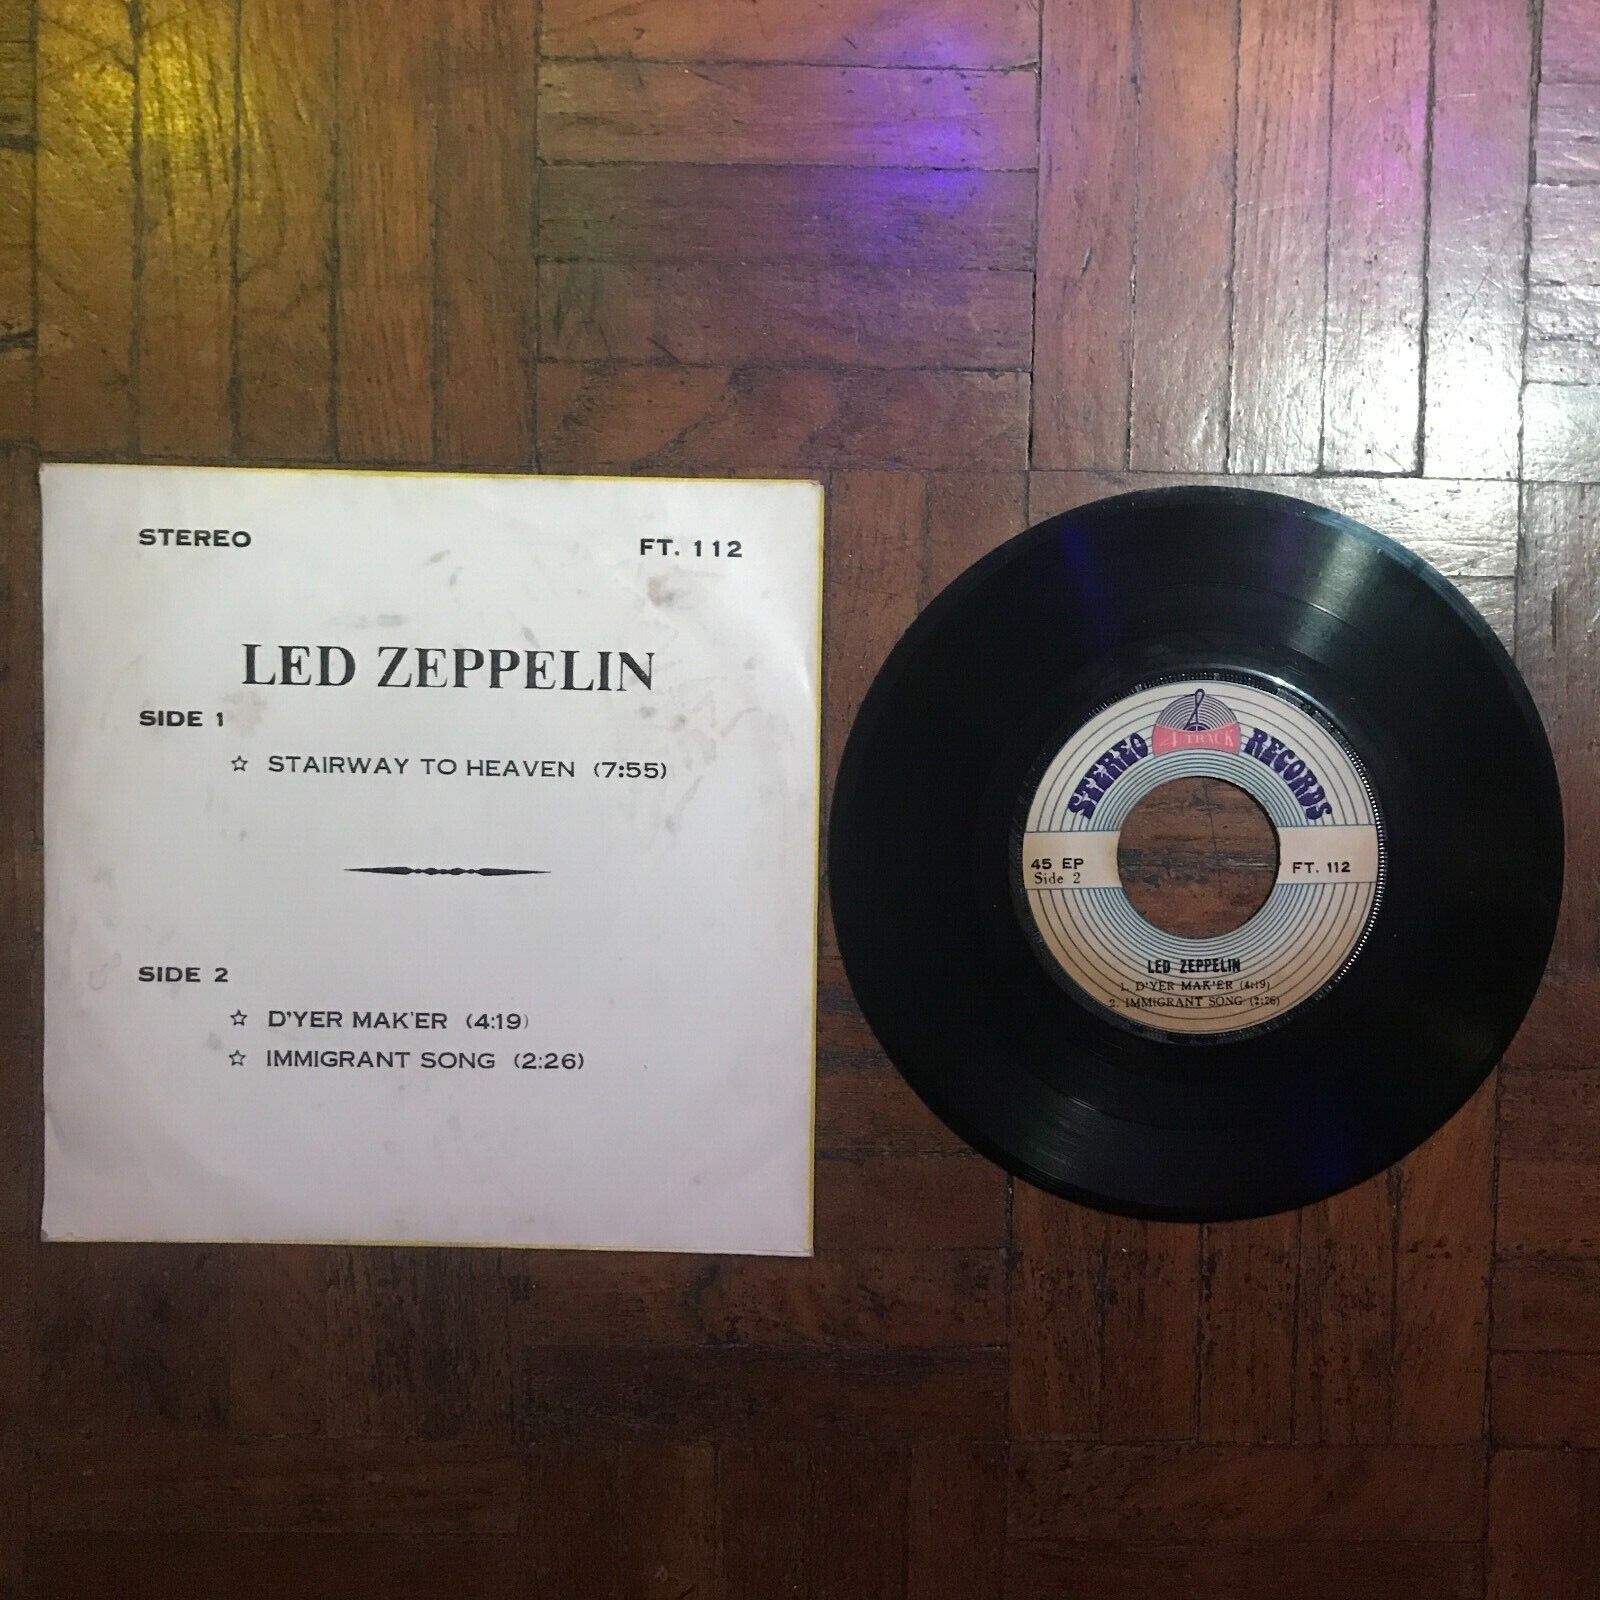 STEREO
FT. 112
LED ZEPPELIN
SIDE 1
☆ STAIRWAY TO HEAVEN (7:55)
SIDE 2
☆ D'YER MAK'ER (4:19)
☆ IMMIGRANT SONG (2:26)
STEREO 4 TRACK RECORDS
45 EP
Side 2
FT. 112
LED ZEPPELIN
1. D'YER MAK'ER (4:19)
2. IMMIGRANT SONG (2:26)